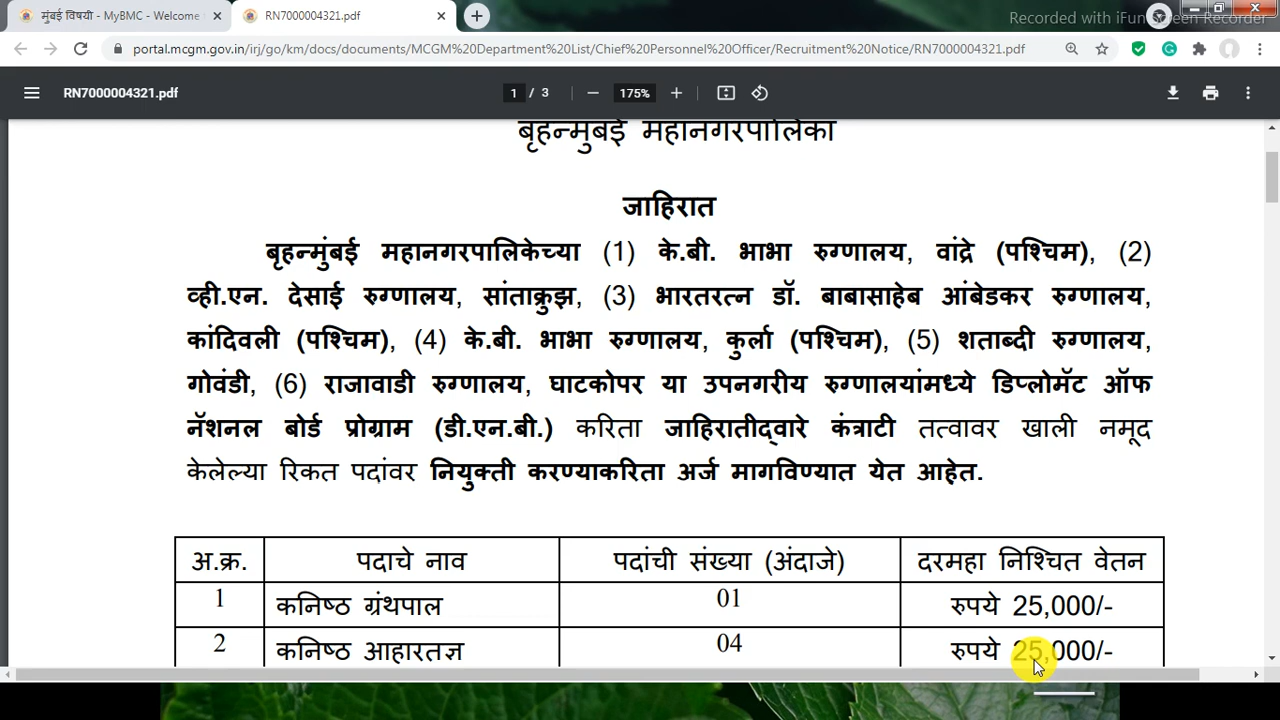 मुंबई विषयी - MyBMC - Welcome
RN7000004321.pdf
Recorded with iFun Screen Recorder
portal.mcgm.gov.in/irj/go/km/docs/documents/MCGM%20Department%20List/Chief%20Personnel%20Officer/Recruitment%20Notice/RN7000004321.pdf
RN7000004321.pdf
1 / 3
175%
बृहन्मुंबई महानगरपालिका
जाहिरात
बृहन्मुंबई महानगरपालिकेच्या (1) के.बी. भाभा रुग्णालय, वांद्रे (पश्चिम), (2)
व्ही.एन. देसाई रुग्णालय, सांताक्रुझ, (3) भारतरत्न डॉ. बाबासाहेब आंबेडकर रुग्णालय,
कांदिवली (पश्चिम), (4) के.बी. भाभा रुग्णालय, कुर्ला (पश्चिम), (5) शताब्दी रुग्णालय,
गोवंडी, (6) राजावाडी रुग्णालय, घाटकोपर या उपनगरीय रुग्णालयांमध्ये डिप्लोमॅट ऑफ
नॅशनल बोर्ड प्रोग्राम (डी.एन.बी.) करिता जाहिरातीद्वारे कंत्राटी तत्वावर खाली नमूद
केलेल्या रिकत पदांवर नियुक्ती करण्याकरिता अर्ज मागविण्यात येत आहेत.
अ.क्र. पदाचे नाव पदांची संख्या (अंदाजे) दरमहा निश्चित वेतन
1 कनिष्ठ ग्रंथपाल 01 रुपये 25,000/-
2 कनिष्ठ आहारतज्ञ 04 रुपये 25,000/-